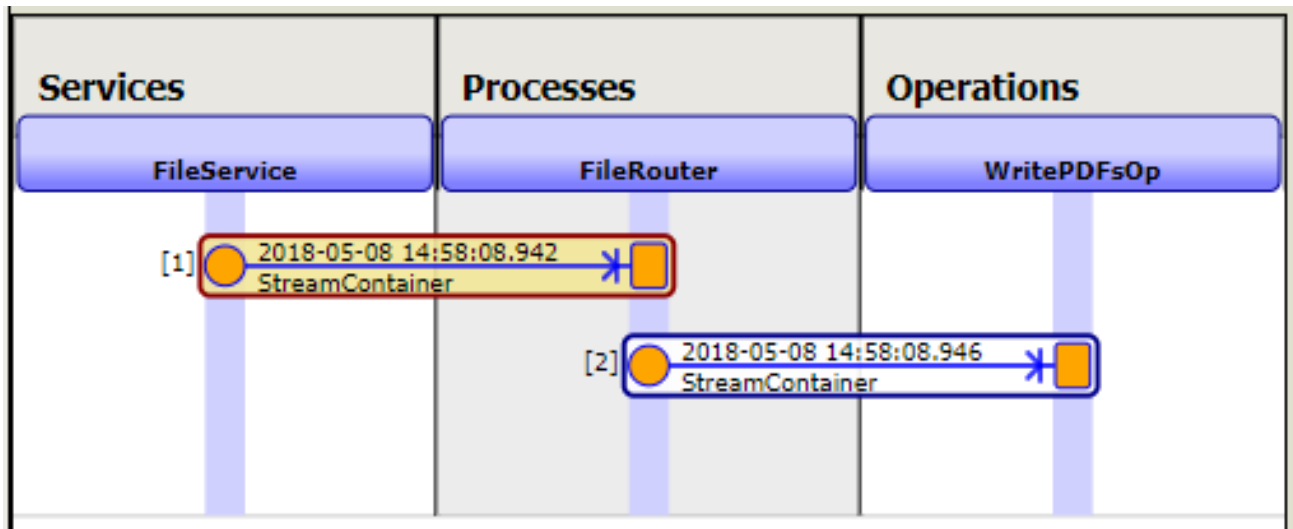 Services Processes Operations
FileService FileRouter WritePDFsOp
[1] 2018-05-08 14:58:08.942
StreamContainer
[2] 2018-05-08 14:58:08.946
StreamContainer